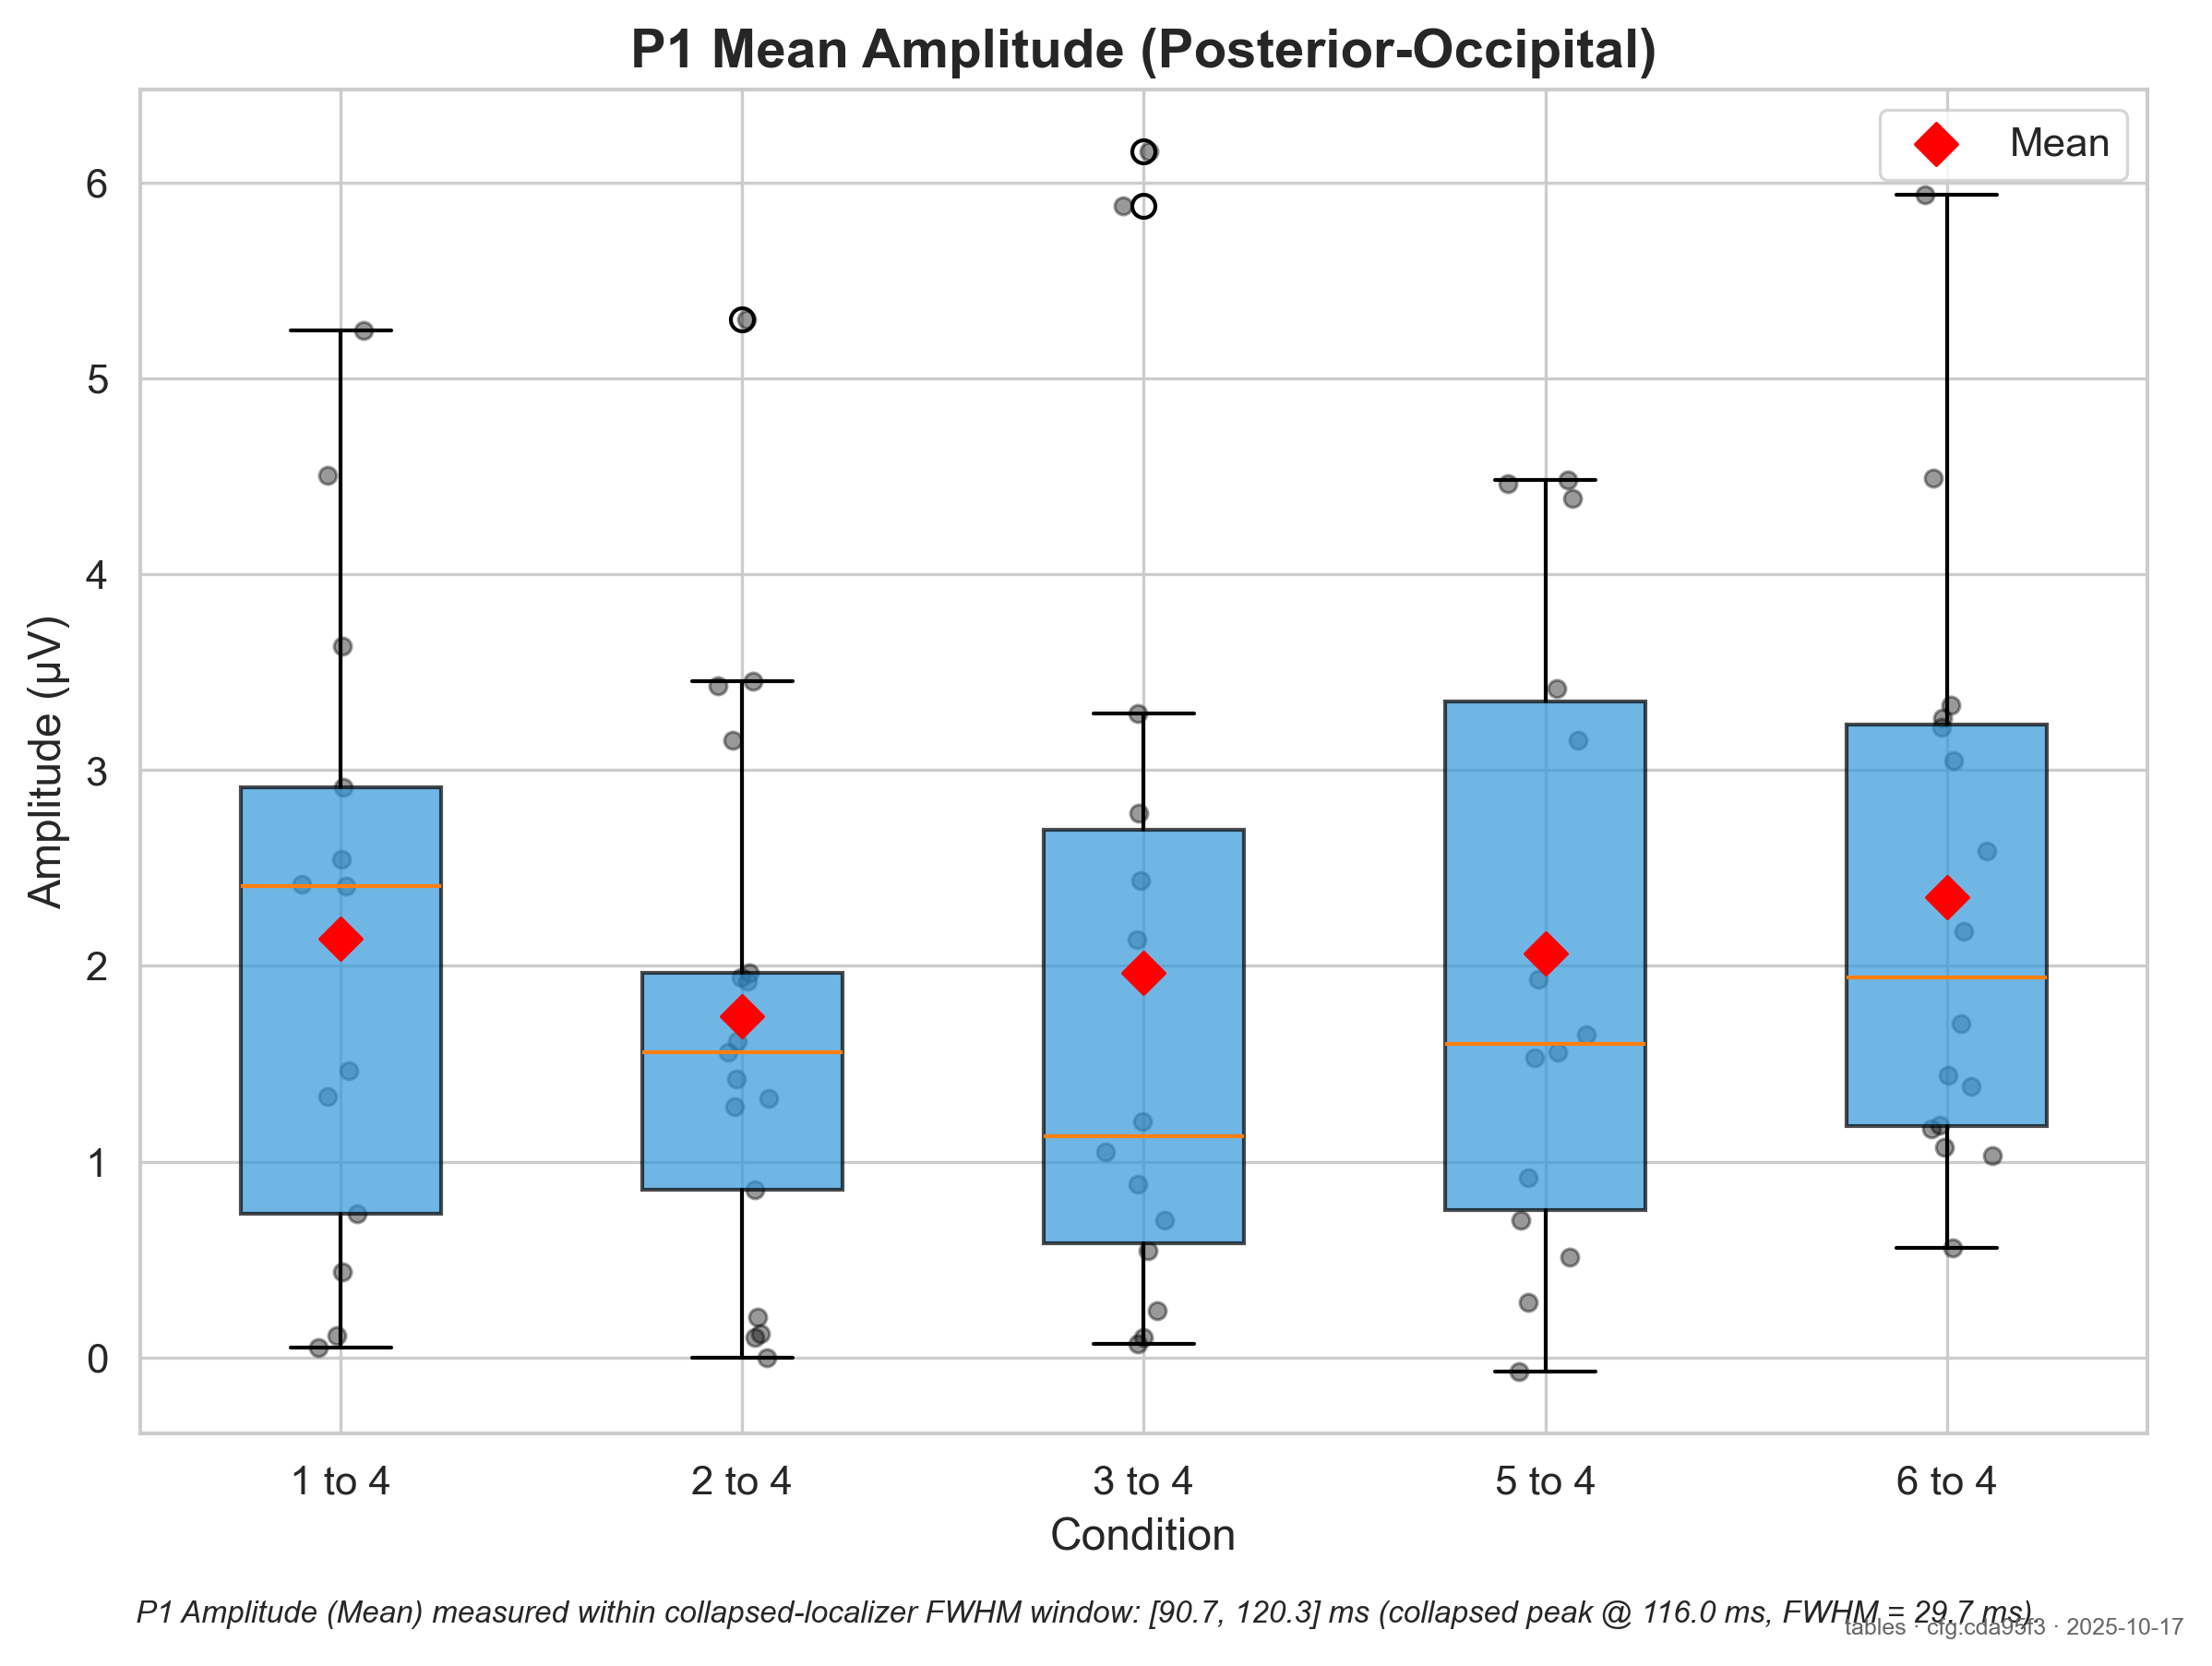 P1 Mean Amplitude (Posterior-Occipital)
Mean
6
5
4
3
2
1
0
Amplitude (μV)
1 to 4
2 to 4
3 to 4
5 to 4
6 to 4
Condition
P1 Amplitude (Mean) measured within collapsed-localizer FWHM window: [90.7, 120.3] ms (collapsed peak @ 116.0 ms, FWHM = 29.7 ms).
tables · cfg:cda95f3 · 2025-10-17